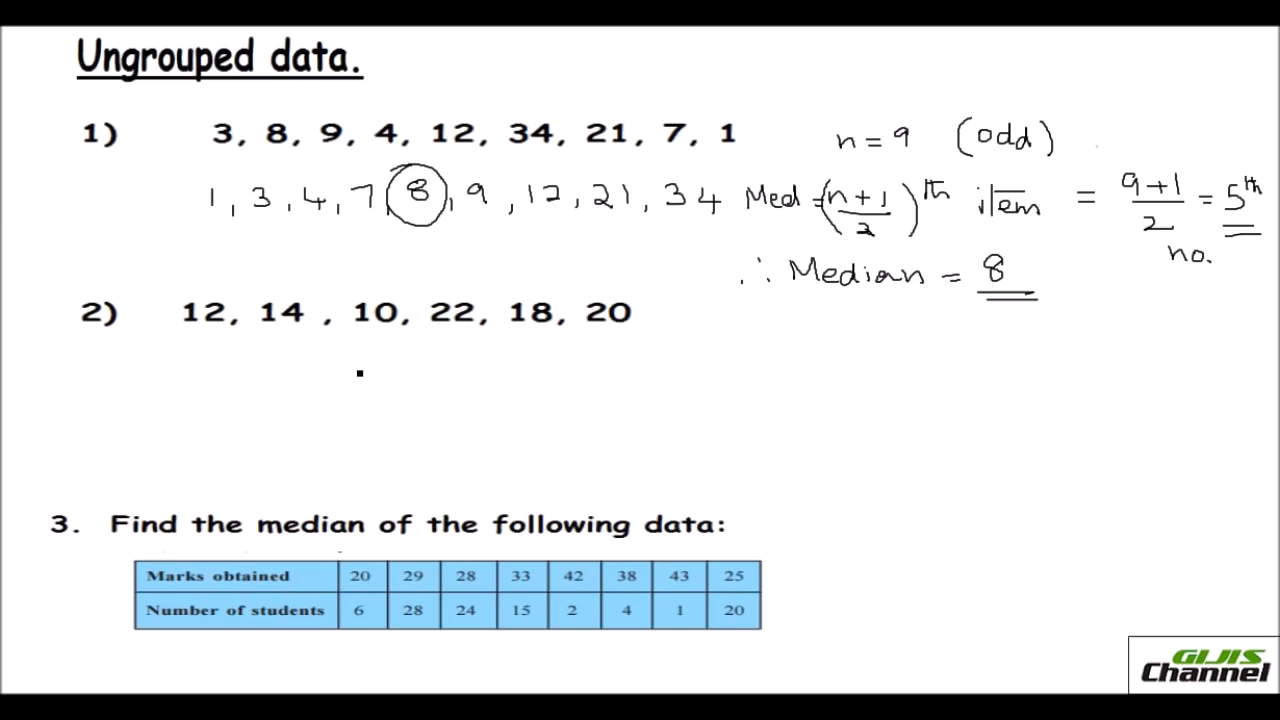 Ungrouped data.
1) 3, 8, 9, 4, 12, 34, 21, 7, 1 n = 9 (odd)
1, 3, 4, 7, 8, 9, 12, 21, 34 Med = (n+1/2)th item = 9+1/2 = 5th no.
∴ Median = 8
2) 12, 14 , 10, 22, 18, 20
3. Find the median of the following data:
Marks obtained 20 29 28 33 42 38 43 25
Number of students 6 28 24 15 2 4 1 20
GIJIS
Channel